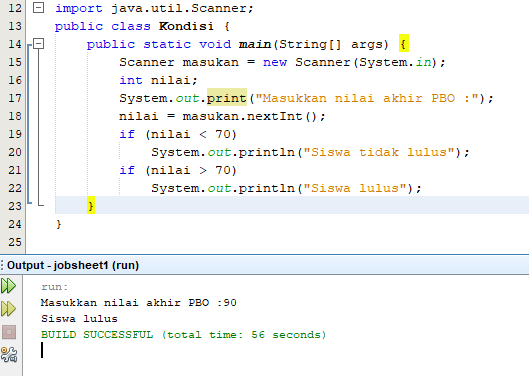 12 import java.util.Scanner;
13 public class Kondisi {
14 public static void main(String[] args) {
15 Scanner masukan = new Scanner(System.in);
16 int nilai;
17 System.out.print("Masukkan nilai akhir PBO :");
18 nilai = masukan.nextInt();
19 if (nilai < 70)
20 System.out.println("Siswa tidak lulus");
21 if (nilai > 70)
22 System.out.println("Siswa lulus");
23 }
24 }
25
Output - jobsheet1 (run)
run:
Masukkan nilai akhir PBO :90
Siswa lulus
BUILD SUCCESSFUL (total time: 56 seconds)